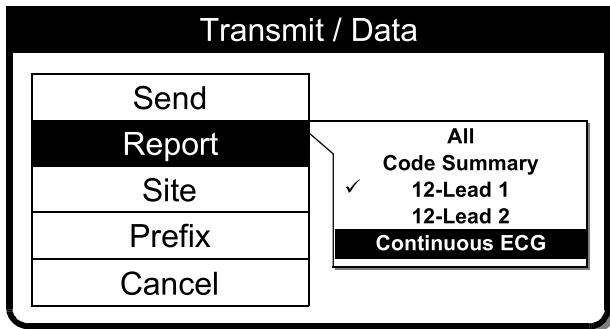 Transmit / Data
Send
Report
Site
Prefix
Cancel
All
Code Summary
✓ 12-Lead 1
12-Lead 2
Continuous ECG